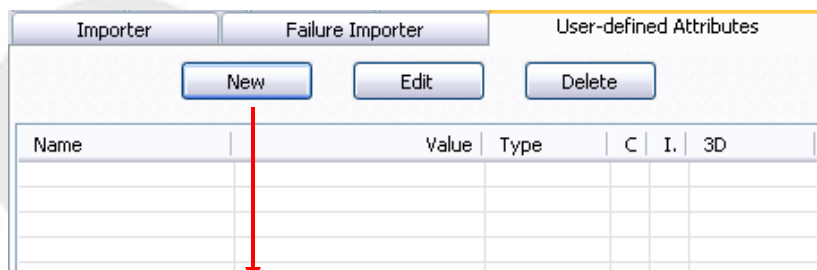 Importer Failure Importer User-defined Attributes
New Edit Delete
Name Value Type C I. 3D